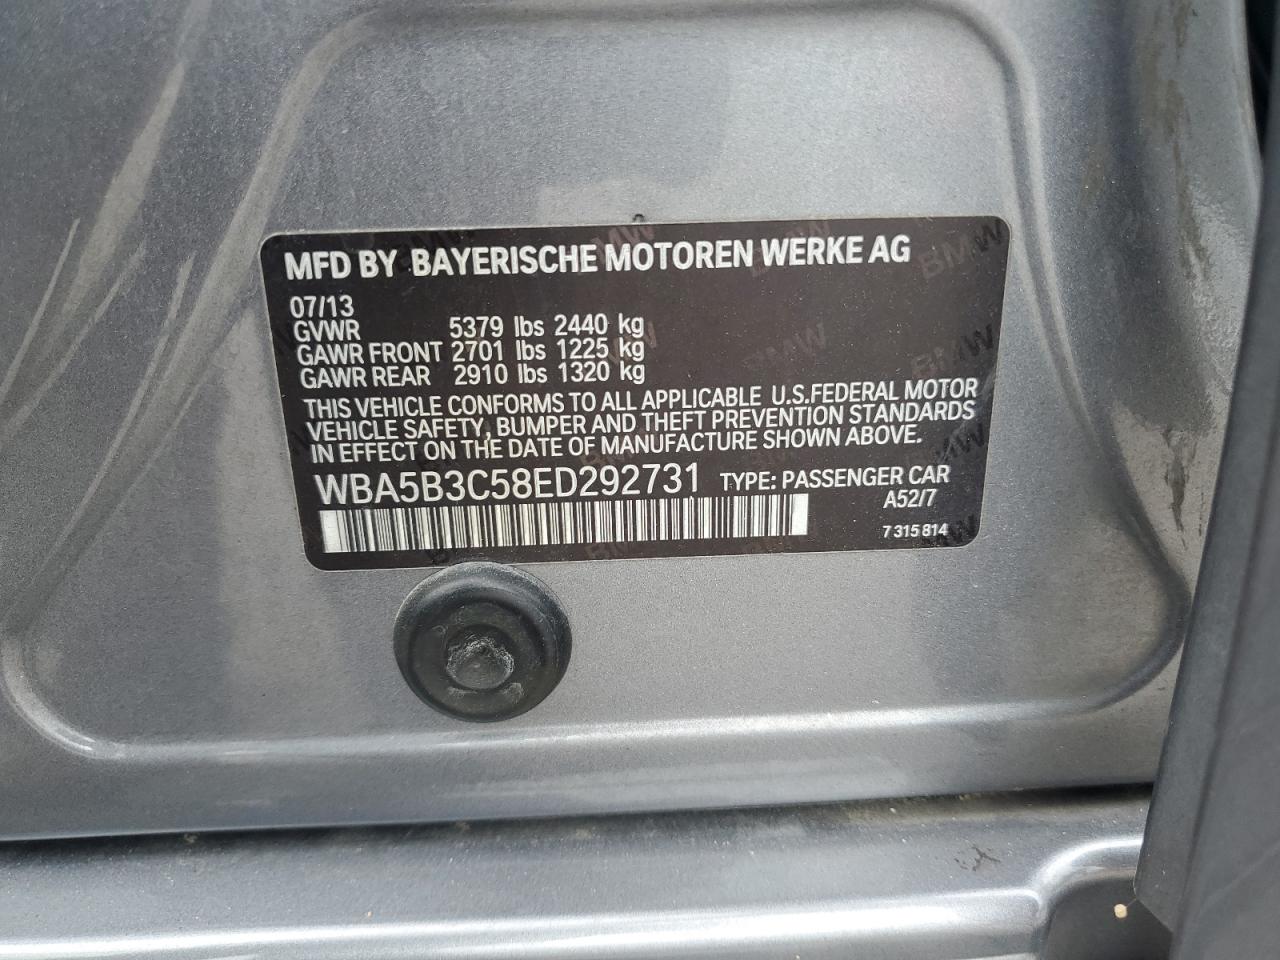 MFD BY BAYERISCHE MOTOREN WERKE AG
07/13
GVWR 5379 lbs 2440 kg
GAWR FRONT 2701 lbs 1225 kg
GAWR REAR 2910 lbs 1320 kg
THIS VEHICLE CONFORMS TO ALL APPLICABLE U.S.FEDERAL MOTOR
VEHICLE SAFETY, BUMPER AND THEFT PREVENTION STANDARDS
IN EFFECT ON THE DATE OF MANUFACTURE SHOWN ABOVE.
WBA5B3C58ED292731 TYPE: PASSENGER CAR
A52/7
7 315 814